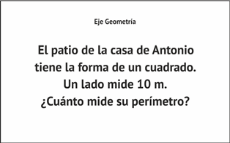 Eje Geometría
El patio de la casa de Antonio
tiene la forma de un cuadrado.
Un lado mide 10 m.
¿Cuánto mide su perímetro?